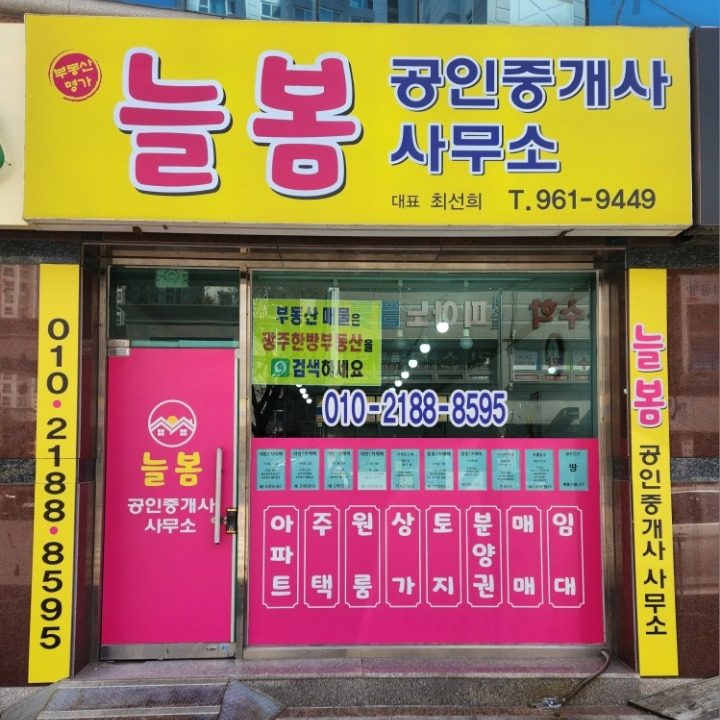 부동산
명가
늘봄
공인중개사
사무소
대표 최선희 T.961-9449
010·2188·8595
부동산 매물은
광주한방부동산을
검색하세요
010-2188-8595
늘봄
공인중개사
사무소
땅
아파트
주택
원룸
상가
토지
분양권
매매
임대
늘봄 공인중개사 사무소